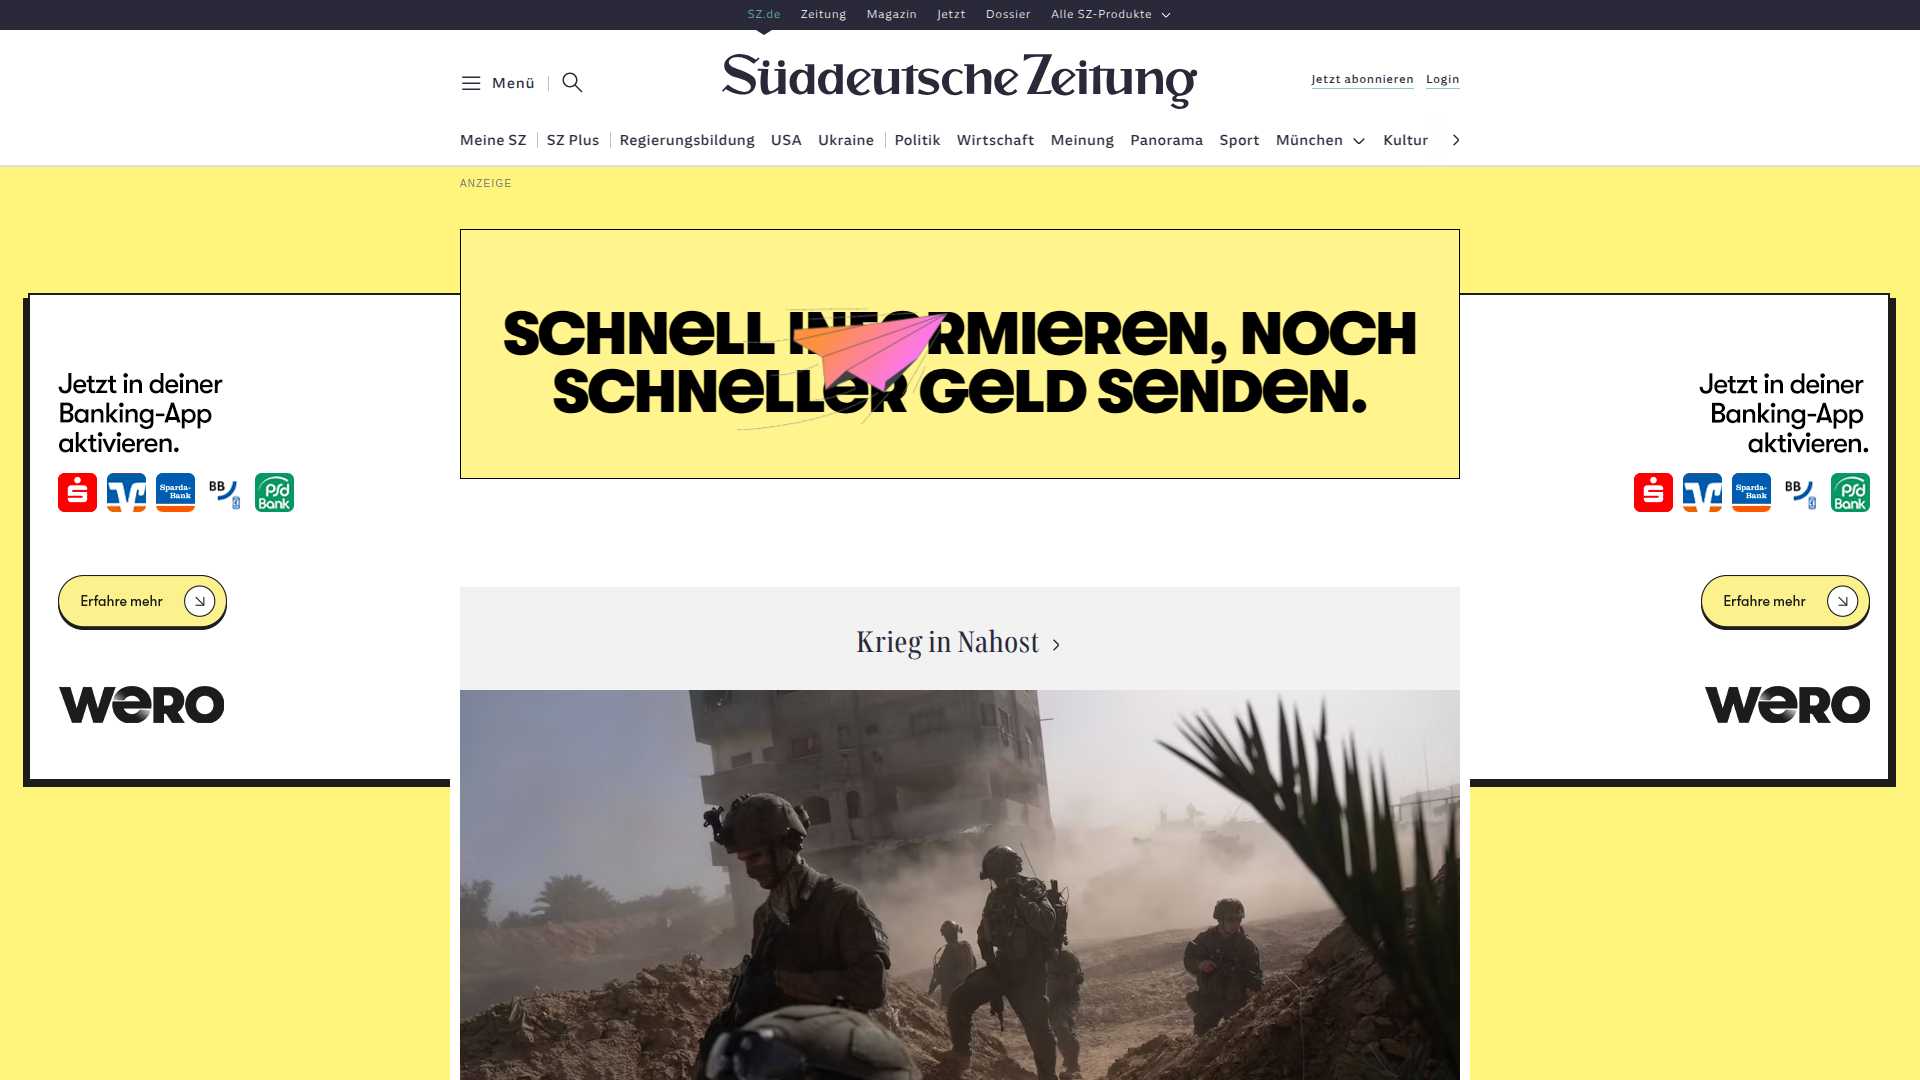 SZ.de Zeitung Magazin Jetzt Dossier Alle SZ-Produkte
Menü
Süddeutsche Zeitung
Jetzt abonnieren Login
Meine SZ SZ Plus Regierungsbildung USA Ukraine Politik Wirtschaft Meinung Panorama Sport München Kultur
ANZEIGE
SCHNELL INFORMIEREN, NOCH
SCHNELLER GELD SENDEN.
Jetzt in deiner
Banking-App
aktivieren.
Sparda-
Bank
BB
psd
Bank
Erfahre mehr
wero
Jetzt in deiner
Banking-App
aktivieren.
Sparda-
Bank
BB
psd
Bank
Erfahre mehr
wero
Krieg in Nahost